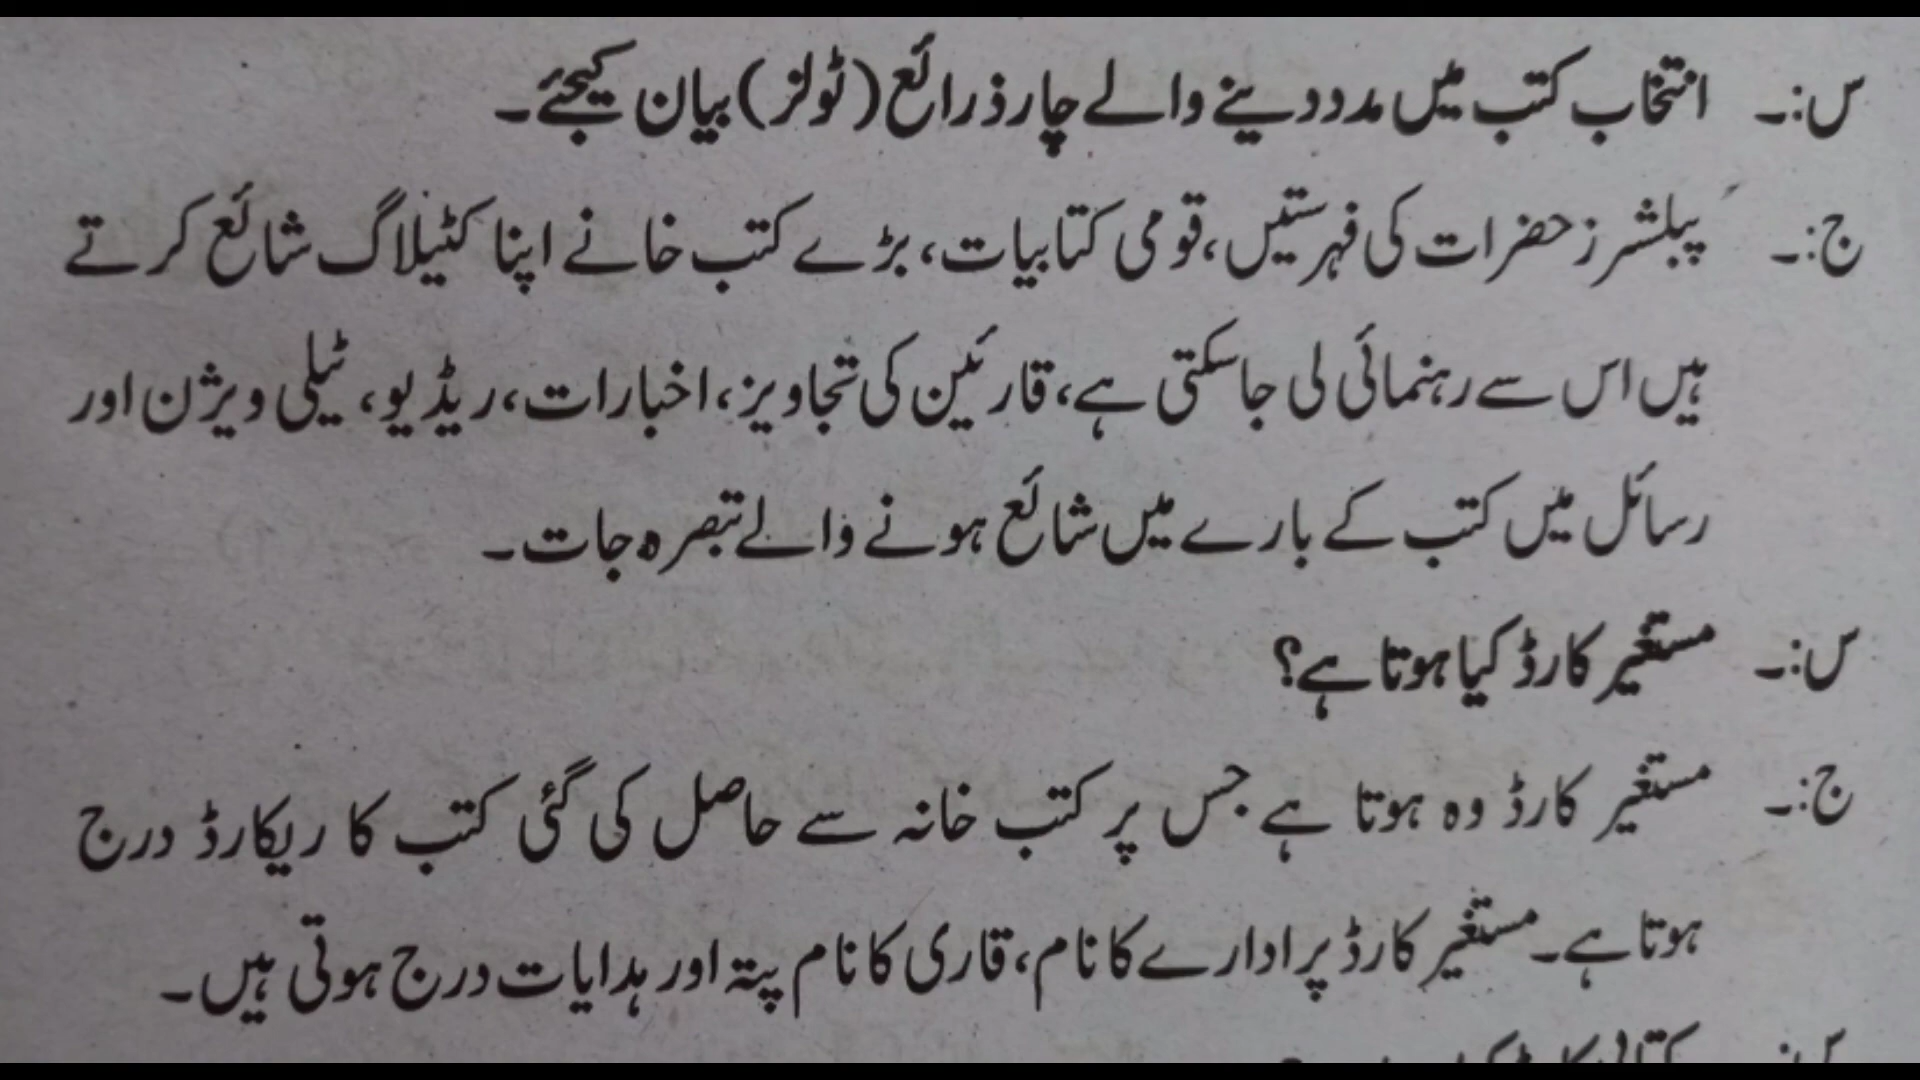 س:۔ انتخاب کتب میں مدد دینے والے چار ذرائع (ٹولز) بیان کیجئے۔
ج:۔ پبلشرز حضرات کی فہرستیں، قومی کتابیات، بڑے کتب خانے اپنا کٹیلاگ شائع کرتے
ہیں اس سے رہنمائی لی جاسکتی ہے، قارئین کی تجاویز، اخبارات، ریڈیو، ٹیلی ویژن اور
رسائل میں کتب کے بارے میں شائع ہونے والے تبصرہ جات۔
س:۔ مستغیر کارڈ کیا ہوتا ہے؟
ج:۔ مستغیر کارڈ وہ ہوتا ہے جس پر کتب خانہ سے حاصل کی گئی کتب کا ریکارڈ درج
ہوتا ہے۔ مستغیر کارڈ پر ادارے کا نام، قاری کا نام پتہ اور ہدایات درج ہوتی ہیں۔
س:۔